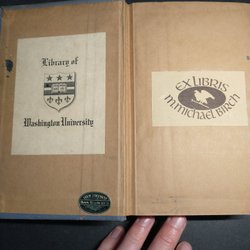 Library of
Washington University
EX LIBRIS
M. MICHAEL BIRCH